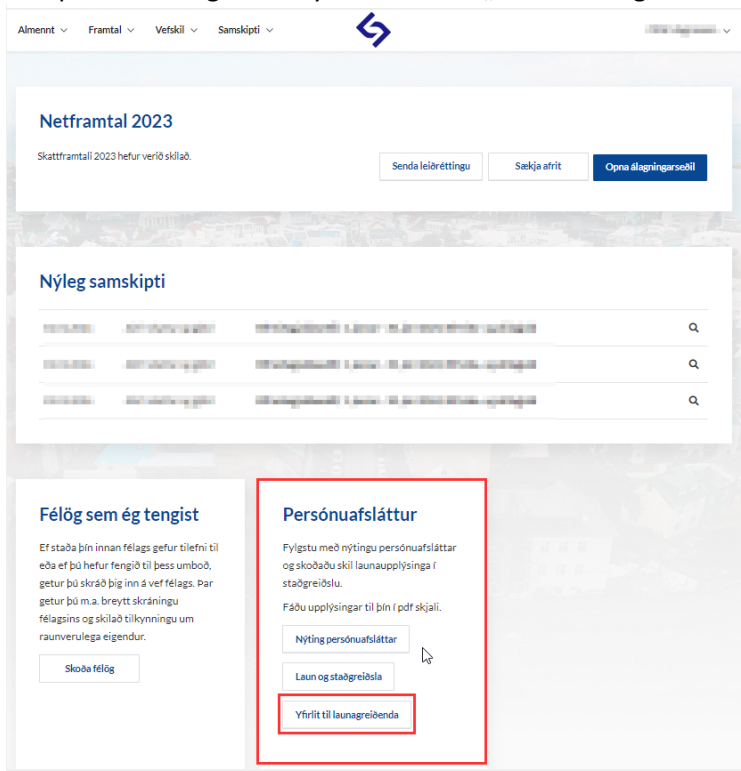 Almennt Framtal Vefskil Samskipti
Netframtal 2023
Skattframtali 2023 hefur verið skilað.
Senda leiðréttingu Sækja afrit Opna álagningarseðil
Nýleg samskipti
Félög sem ég tengist
Ef staða þín innan félags gefur tilefni til
eða ef þú hefur fengið til þess umboð,
getur þú skráð þig inn á vef félags. Þar
getur þú m.a. breytt skráningu
félagsins og skilað tilkynningu um
raunverulega eigendur.
Skoða félög
Persónuafsláttur
Fylgstu með nýtingu persónuafsláttar
og skoðaðu skil launaupplýsinga í
staðgreiðslu.
Fáðu upplýsingar til þín í pdf skjali.
Nýting persónuafsláttar
Laun og staðgreiðsla
Yfirlit til launagreiðenda